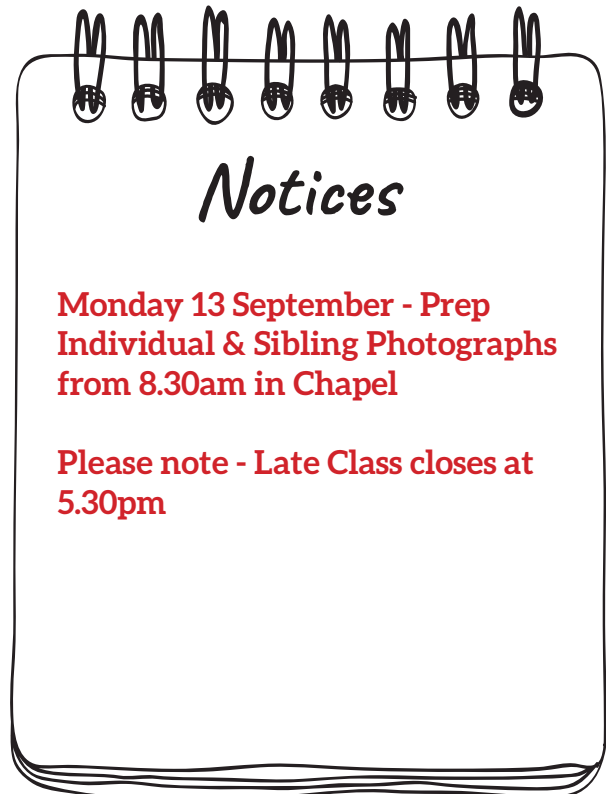 Notices
Monday 13 September - Prep
Individual & Sibling Photographs
from 8.30am in Chapel
Please note - Late Class closes at
5.30pm